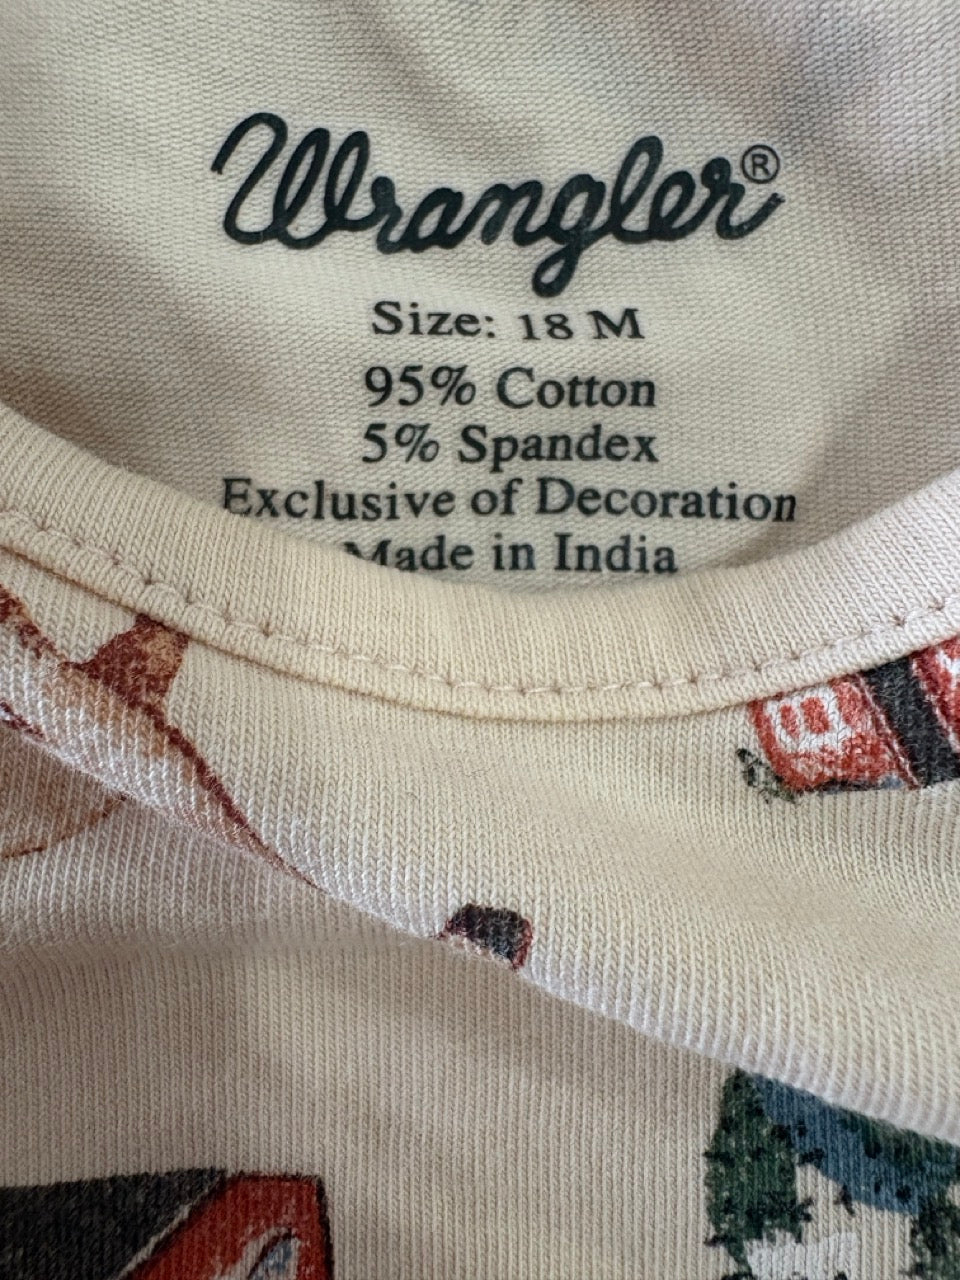 Wrangler®
Size: 18 M
95% Cotton
5% Spandex
Exclusive of Decoration
Made in India